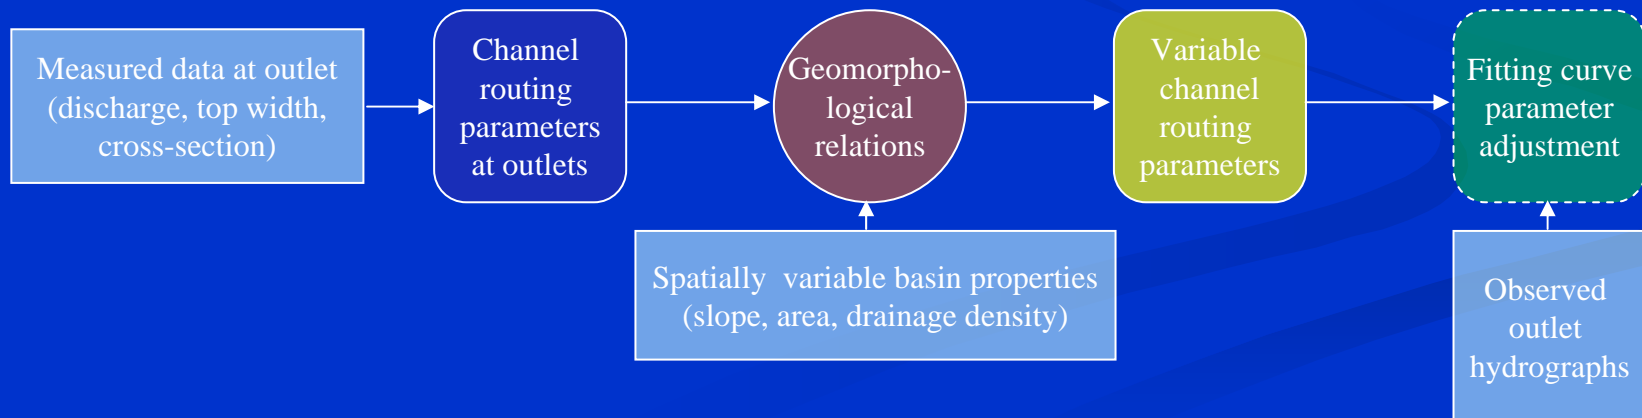 Measured data at outlet
(discharge, top width,
cross-section)
Channel
routing
parameters
at outlets
Geomorpho-
logical
relations
Variable
channel
routing
parameters
Fitting curve
parameter
adjustment
Spatially variable basin properties
(slope, area, drainage density)
Observed
outlet
hydrographs